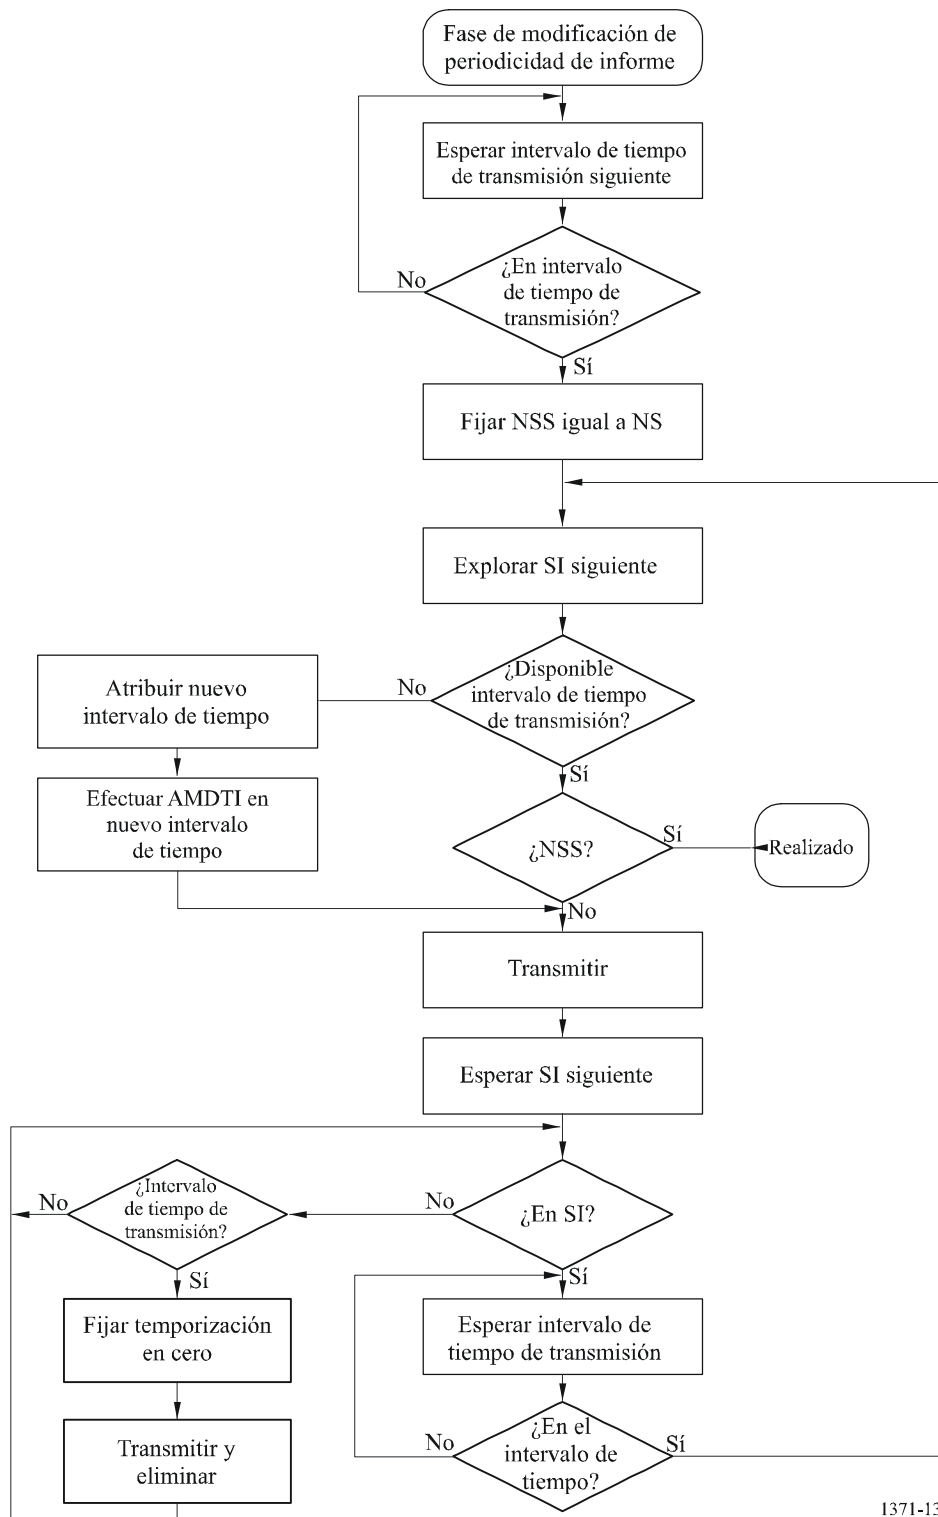 Fase de modificación de
periodicidad de informe
Esperar intervalo de tiempo
de transmisión siguiente
¿En intervalo
de tiempo de
transmisión?
No
Sí
Fijar NSS igual a NS
Explorar SI siguiente
¿Disponible
intervalo de tiempo
de transmisión?
No
Sí
Atribuir nuevo
intervalo de tiempo
Efectuar AMDTI en
nuevo intervalo
de tiempo
¿NSS?
Sí
Realizado
No
Transmitir
Esperar SI siguiente
¿En SI?
No
Sí
¿Intervalo
de tiempo de
transmisión?
No
Sí
Fijar temporización
en cero
Transmitir y
eliminar
Esperar intervalo de
tiempo de transmisión
¿En el
intervalo de
tiempo?
No
Sí
1371-13